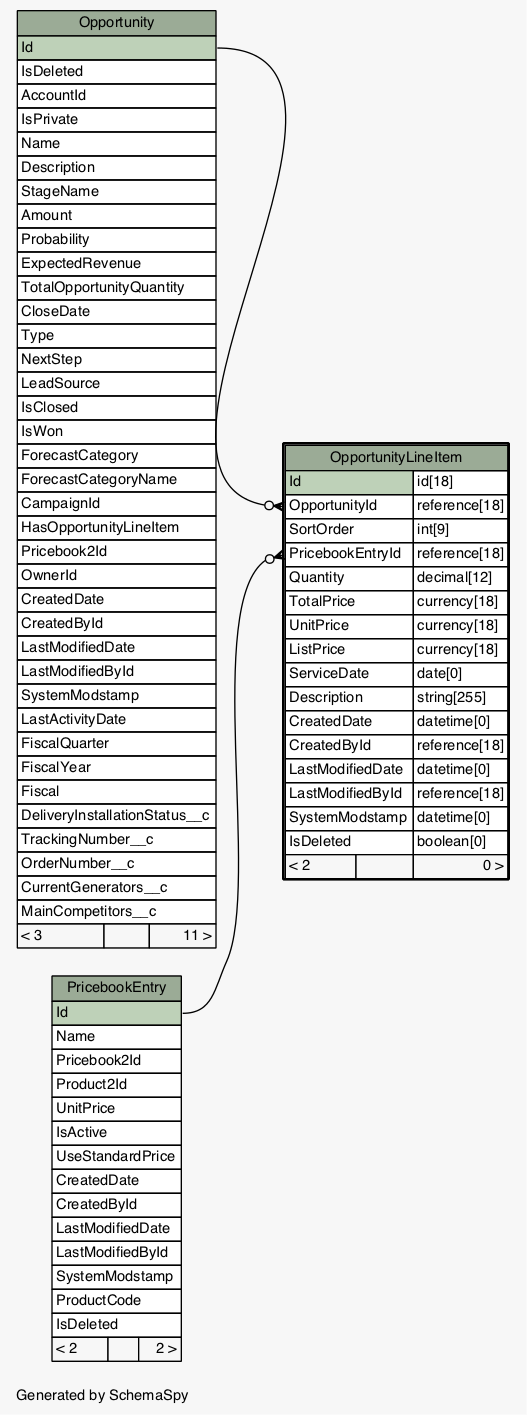 Opportunity
Id
IsDeleted
AccountId
IsPrivate
Name
Description
StageName
Amount
Probability
ExpectedRevenue
TotalOpportunityQuantity
CloseDate
Type
NextStep
LeadSource
IsClosed
IsWon
ForecastCategory
ForecastCategoryName
CampaignId
HasOpportunityLineItem
Pricebook2Id
OwnerId
CreatedDate
CreatedById
LastModifiedDate
LastModifiedById
SystemModstamp
LastActivityDate
FiscalQuarter
FiscalYear
Fiscal
DeliveryInstallationStatus__c
TrackingNumber__c
OrderNumber__c
CurrentGenerators__c
MainCompetitors__c
< 3 11 >
OpportunityLineItem
Id id[18]
OpportunityId reference[18]
SortOrder int[9]
PricebookEntryId reference[18]
Quantity decimal[12]
TotalPrice currency[18]
UnitPrice currency[18]
ListPrice currency[18]
ServiceDate date[0]
Description string[255]
CreatedDate datetime[0]
CreatedById reference[18]
LastModifiedDate datetime[0]
LastModifiedById reference[18]
SystemModstamp datetime[0]
IsDeleted boolean[0]
< 2 0 >
PricebookEntry
Id
Name
Pricebook2Id
Product2Id
UnitPrice
IsActive
UseStandardPrice
CreatedDate
CreatedById
LastModifiedDate
LastModifiedById
SystemModstamp
ProductCode
IsDeleted
< 2 2 >
Generated by SchemaSpy